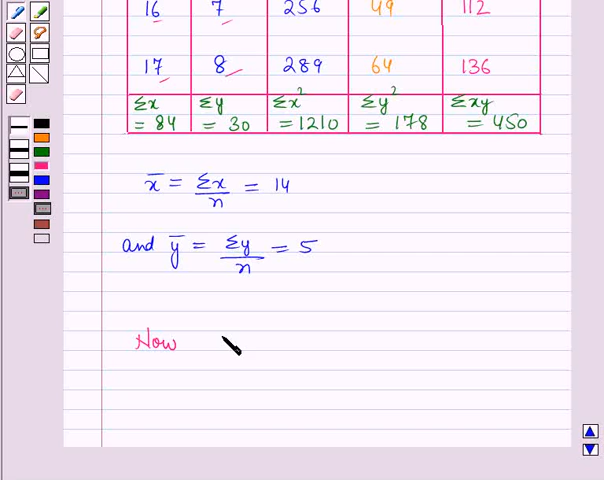 16 7 256 49 112
17 8 289 64 136
Σx = 84 Σy = 30 Σx² = 1210 Σy² = 178 Σxy = 450
x̄ = Σx/n = 14
and ȳ = Σy/n = 5
Now